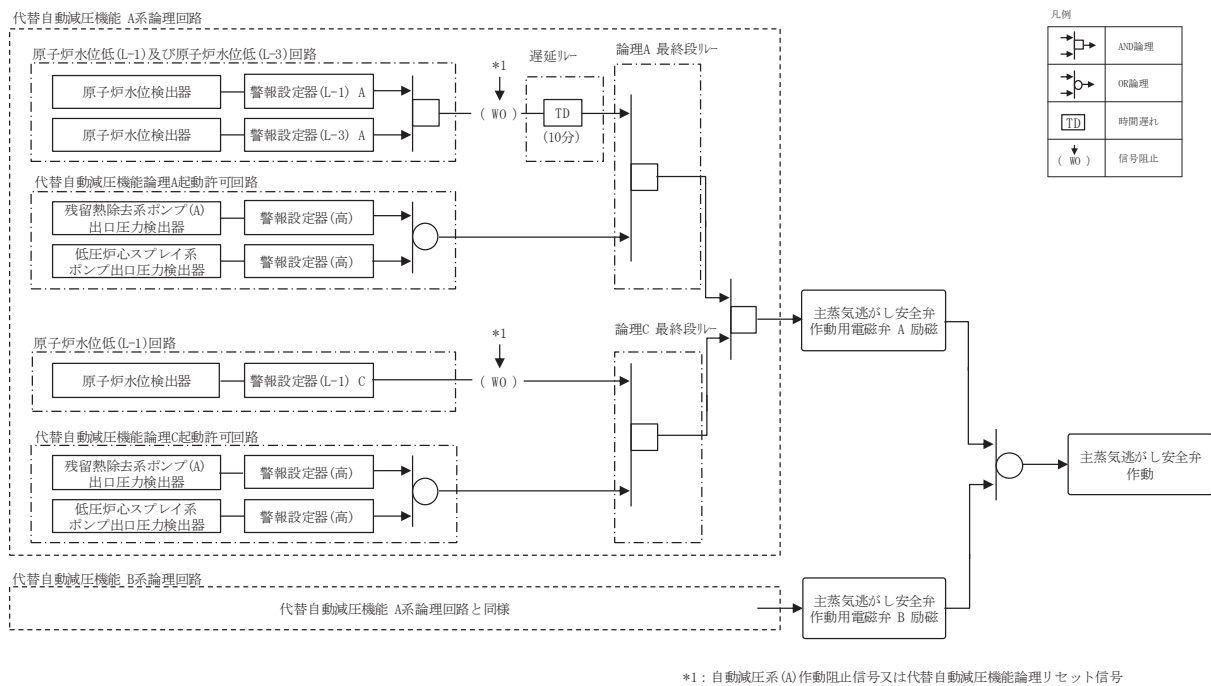 代替自動減圧機能 A系論理回路
原子炉水位低(L-1)及び原子炉水位低(L-3)回路
原子炉水位検出器
警報設定器(L-1) A
原子炉水位検出器
警報設定器(L-3) A
*1
( WO )
遅延リレー
TD
(10分)
論理A 最終段リレー
代替自動減圧機能論理A起動許可回路
残留熱除去系ポンプ(A)
出口圧力検出器
警報設定器(高)
低圧炉心スプレイ系
ポンプ出口圧力検出器
警報設定器(高)
原子炉水位低(L-1)回路
原子炉水位検出器
警報設定器(L-1) C
*1
( WO )
論理C 最終段リレー
代替自動減圧機能論理C起動許可回路
残留熱除去系ポンプ(A)
出口圧力検出器
警報設定器(高)
低圧炉心スプレイ系
ポンプ出口圧力検出器
警報設定器(高)
主蒸気逃がし安全弁
作動用電磁弁 A 励磁
代替自動減圧機能 B系論理回路
代替自動減圧機能 A系論理回路と同様
主蒸気逃がし安全弁
作動用電磁弁 B 励磁
主蒸気逃がし安全弁
作動
凡例
AND論理
OR論理
TD
時間遅れ
( WO )
信号阻止
*1：自動減圧系(A)作動阻止信号又は代替自動減圧機能論理リセット信号